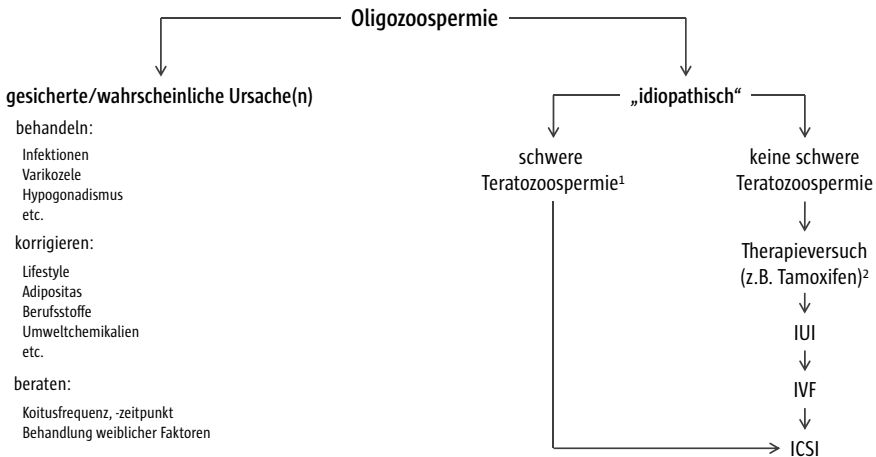 Oligozoospermie
gesicherte/wahrscheinliche Ursache(n)
behandeln:
Infektionen
Varikozele
Hypogonadismus
etc.
korrigieren:
Lifestyle
Adipositas
Berufsstoffe
Umweltchemikalien
etc.
beraten:
Koitusfrequenz, -zeitpunkt
Behandlung weiblicher Faktoren
„idiopathisch“
schwere
Teratozoospermie¹
keine schwere
Teratozoospermie
Therapieversuch
(z.B. Tamoxifen)²
IUI
IVF
ICSI